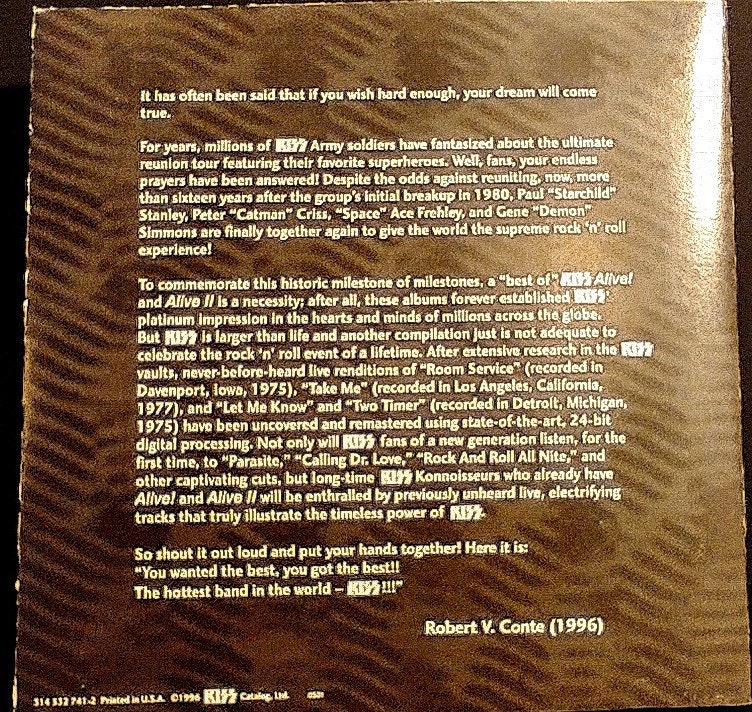 It has often been said that if you wish hard enough, your dream will come
true.
For years, millions of KISS Army soldiers have fantasized about the ultimate
reunion tour featuring their favorite superheroes. Well, fans, your endless
prayers have been answered! Despite the odds against reuniting, now, more
than sixteen years after the group's initial breakup in 1980, Paul "Starchild"
Stanley, Peter "Catman" Criss, "Space" Ace Frehley, and Gene "Demon"
Simmons are finally together again to give the world the supreme rock 'n' roll
experience!
To commemorate this historic milestone of milestones, a "best of" KISS Alive!
and Alive II is a necessity; after all, these albums forever established KISS'
platinum impression in the hearts and minds of millions across the globe.
But KISS is larger than life and another compilation just is not adequate to
celebrate the rock 'n' roll event of a lifetime. After extensive research in the KISS
vaults, never-before-heard live renditions of "Room Service" (recorded in
Davenport, Iowa, 1975), "Take Me" (recorded in Los Angeles, California,
1977), and "Let Me Know" and "Two Timer" (recorded in Detroit, Michigan,
1975) have been uncovered and remastered using state-of-the-art, 24-bit
digital processing. Not only will KISS fans of a new generation listen, for the
first time, to "Parasite," "Calling Dr. Love," "Rock And Roll All Nite," and
other captivating cuts, but long-time KISS Konnoisseurs who already have
Alive! and Alive II will be enthralled by previously unheard live, electrifying
tracks that truly illustrate the timeless power of KISS.
So shout it out loud and put your hands together! Here it is:
"You wanted the best, you got the best!!
The hottest band in the world – KISS!!!"
Robert V. Conte (1996)
314 532 741-2 Printed in U.S.A. ©1996 KISS Catalog, Ltd.